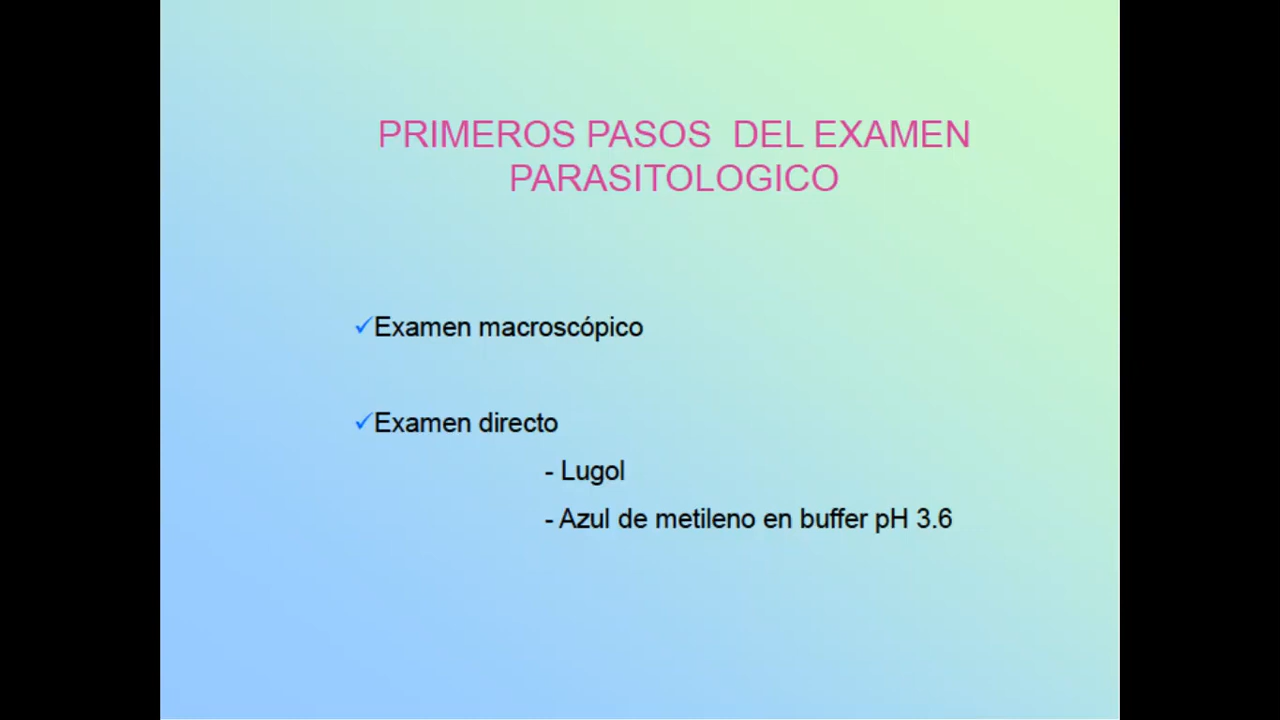 PRIMEROS PASOS  DEL EXAMEN
PARASITOLOGICO
✓Examen macroscópico
✓Examen directo
- Lugol
- Azul de metileno en buffer pH 3.6